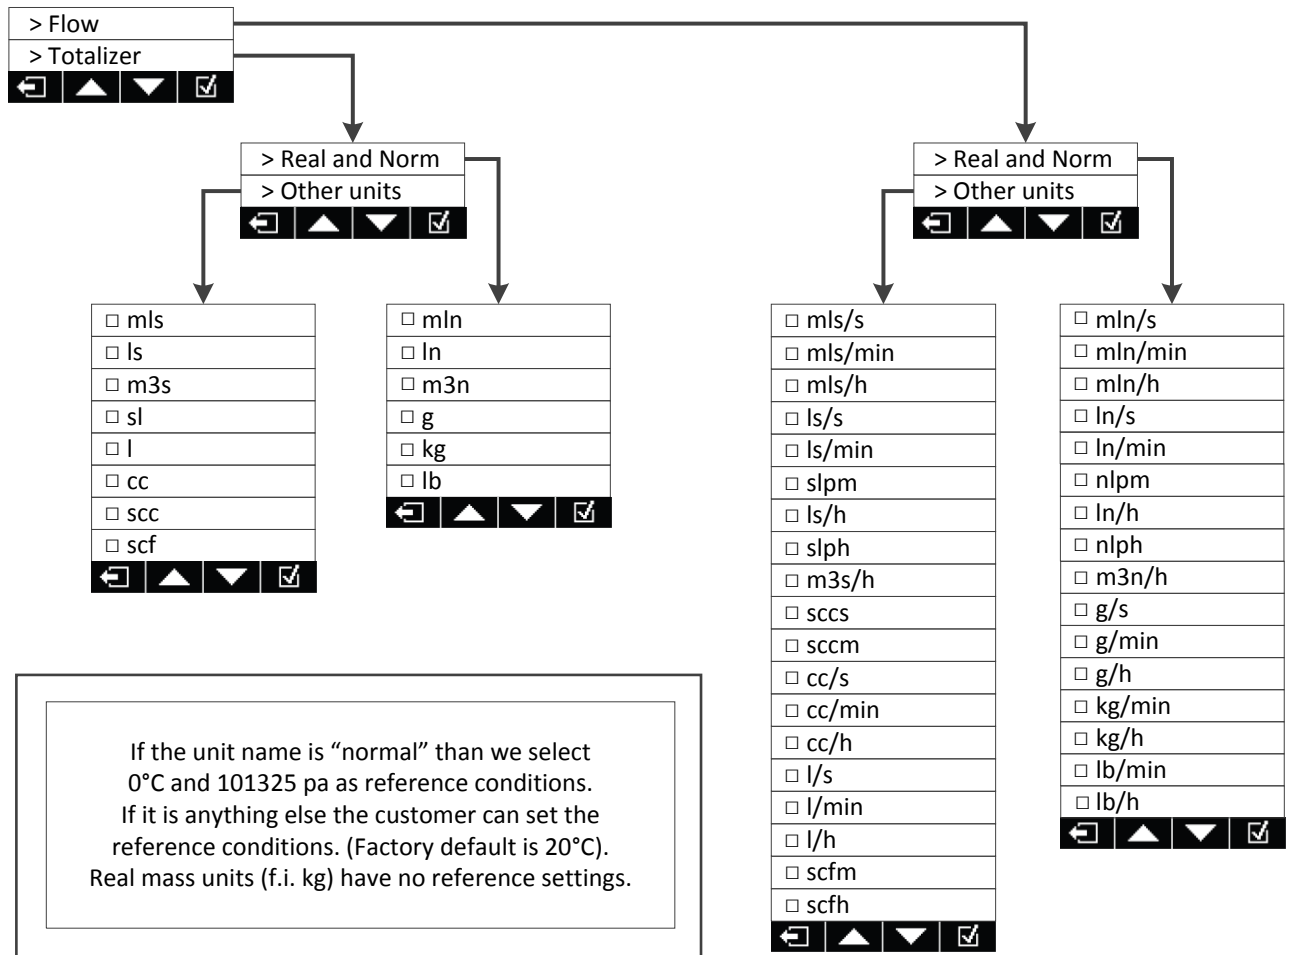 > Flow
> Totalizer
> Real and Norm
> Other units
> Real and Norm
> Other units
mls
ls
m3s
sl
l
cc
scc
scf
mln
ln
m3n
g
kg
lb
mls/s
mls/min
mls/h
ls/s
ls/min
slpm
ls/h
slph
m3s/h
sccs
sccm
cc/s
cc/min
cc/h
l/s
l/min
l/h
scfm
scfh
mln/s
mln/min
mln/h
ln/s
ln/min
nlpm
ln/h
nlph
m3n/h
g/s
g/min
g/h
kg/min
kg/h
lb/min
lb/h
If the unit name is “normal” than we select
0°C and 101325 pa as reference conditions.
If it is anything else the customer can set the
reference conditions. (Factory default is 20°C).
Real mass units (f.i. kg) have no reference settings.